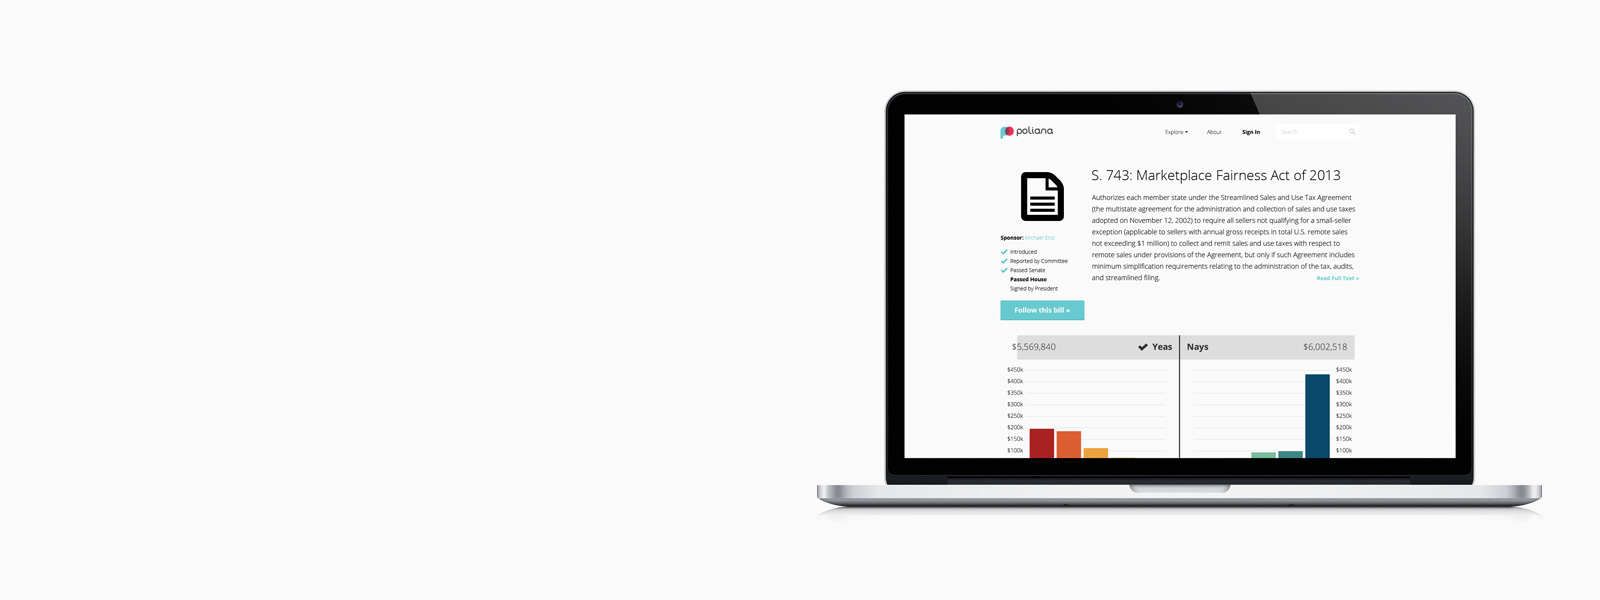 poliana
Explore
About
Sign In
Search
S. 743: Marketplace Fairness Act of 2013
Authorizes each member state under the Streamlined Sales and Use Tax Agreement
(the multistate agreement for the administration and collection of sales and use taxes
adopted on November 12, 2002) to require all sellers not qualifying for a small-seller
exception (applicable to sellers with annual gross receipts in total U.S. remote sales
not exceeding $1 million) to collect and remit sales and use taxes with respect to
remote sales under provisions of the Agreement, but only if such Agreement includes
minimum simplification requirements relating to the administration of the tax, audits,
and streamlined filing.
Read Full Text »
Sponsor: Michael Enzi
Introduced
Reported by Committee
Passed Senate
Passed House
Signed by President
Follow this bill »
$5,569,840
Yeas
Nays
$6,002,518
$450k
$400k
$350k
$300k
$250k
$200k
$150k
$100k
$450k
$400k
$350k
$300k
$250k
$200k
$150k
$100k